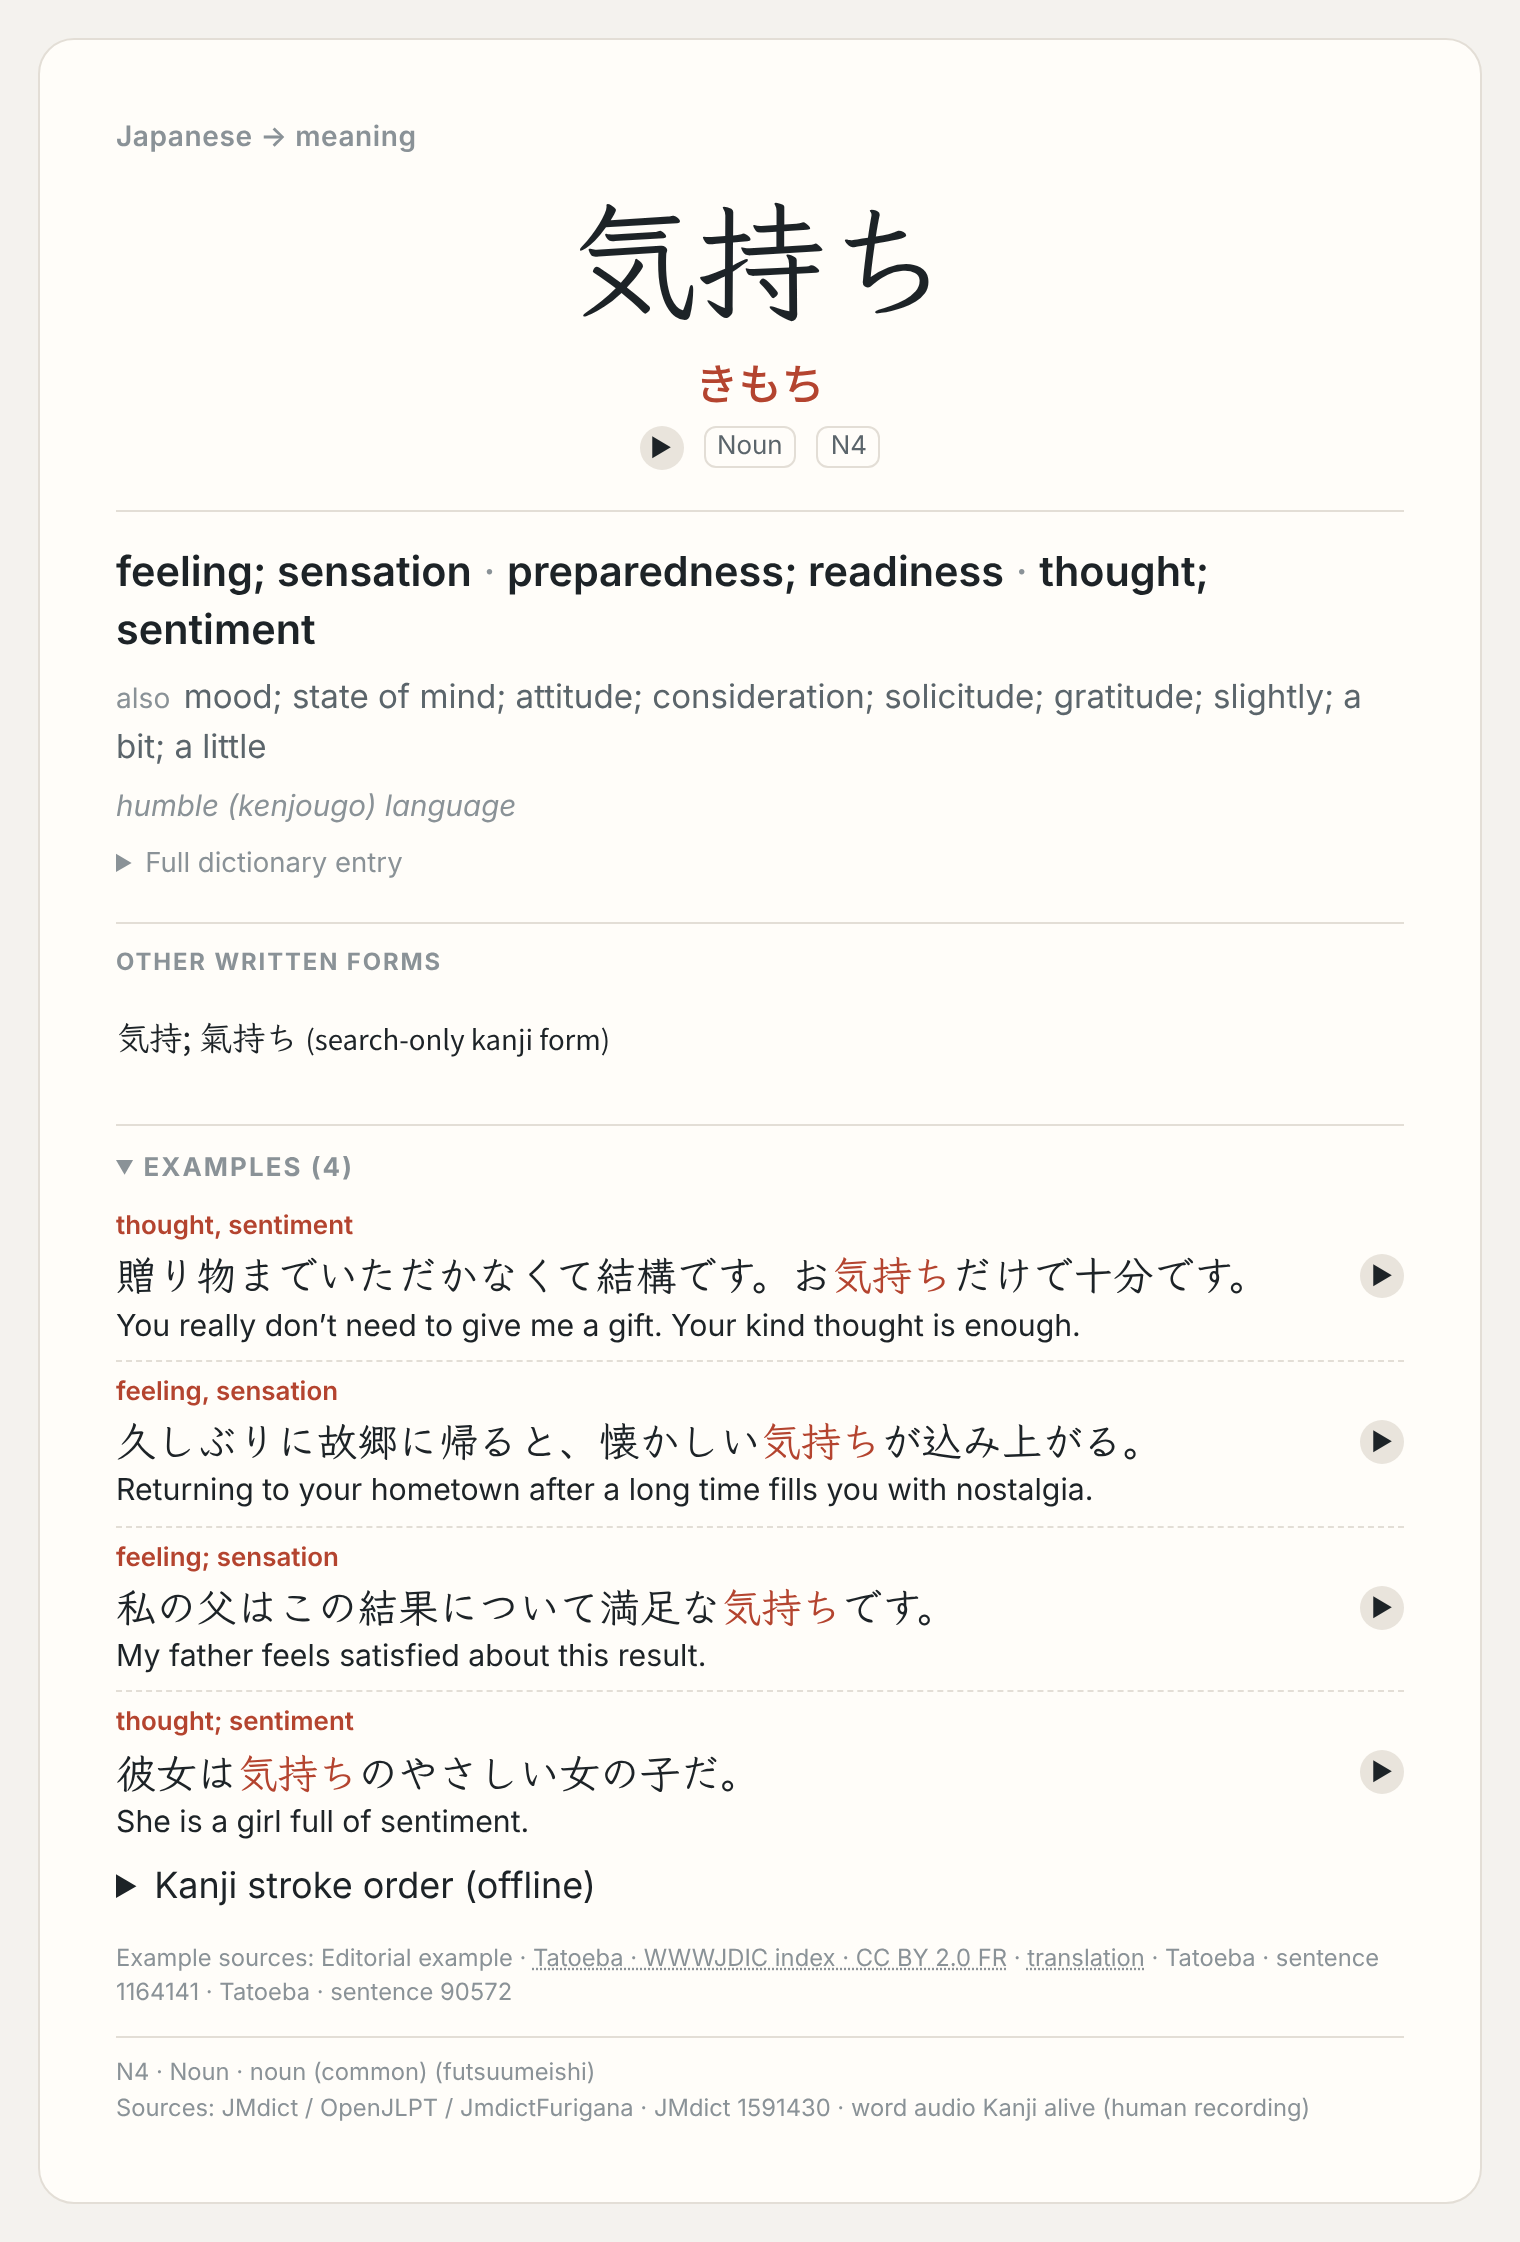 Japanese → meaning
気持ち
きもち
Noun N4
feeling; sensation · preparedness; readiness · thought;
sentiment
also mood; state of mind; attitude; consideration; solicitude; gratitude; slightly; a
bit; a little
humble (kenjougo) language
Full dictionary entry
OTHER WRITTEN FORMS
気持; 氣持ち (search-only kanji form)
EXAMPLES (4)
thought, sentiment
贈り物までいただかなくて結構です。お気持ちだけで十分です。
You really don’t need to give me a gift. Your kind thought is enough.
feeling, sensation
久しぶりに故郷に帰ると、懐かしい気持ちが込み上がる。
Returning to your hometown after a long time fills you with nostalgia.
feeling; sensation
私の父はこの結果について満足な気持ちです。
My father feels satisfied about this result.
thought; sentiment
彼女は気持ちのやさしい女の子だ。
She is a girl full of sentiment.
Kanji stroke order (offline)
Example sources: Editorial example · Tatoeba · WWWJDIC index · CC BY 2.0 FR · translation · Tatoeba · sentence
1164141 · Tatoeba · sentence 90572
N4 · Noun · noun (common) (futsuumeishi)
Sources: JMdict / OpenJLPT / JmdictFurigana · JMdict 1591430 · word audio Kanji alive (human recording)